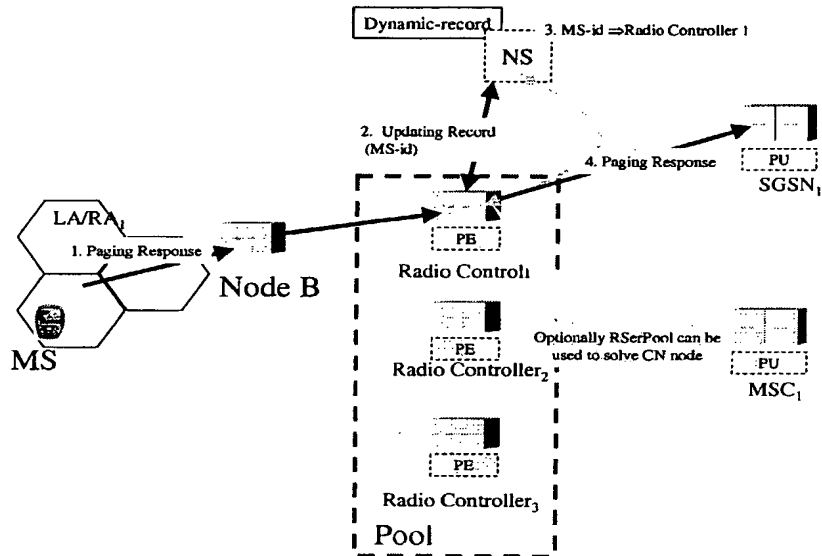 Dynamic-record
3. MS-id ⇒Radio Controller 1
NS
2. Updating Record
(MS-id)
4. Paging Response
PU
SGSN1
LA/RA1
1. Paging Response
PE
Node B
Radio Controll1
MS
Optionally RSerPool can be
used to solve CN node
PE
Radio Controller2
PU
MSC1
PE
Radio Controller3
Pool